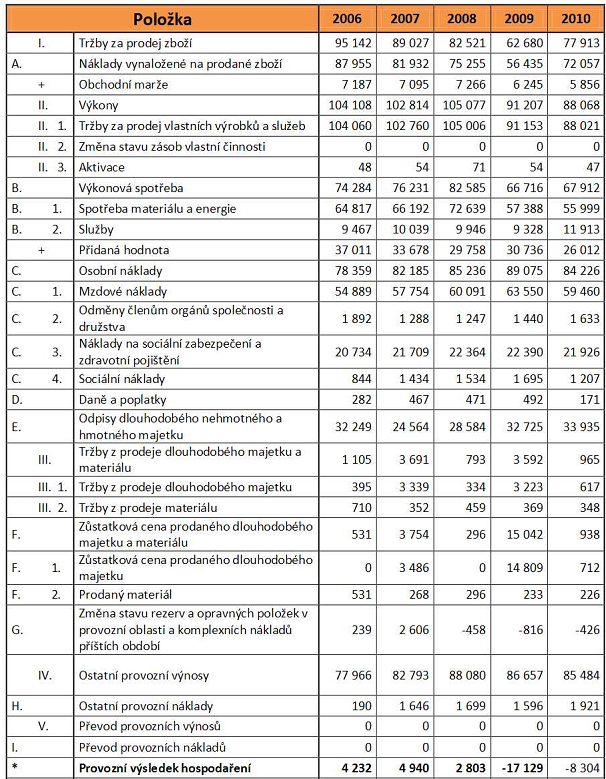 Položka 2006 2007 2008 2009 2010
I. Tržby za prodej zboží 95 142 89 027 82 521 62 680 77 913
A. Náklady vynaložené na prodané zboží 87 955 81 932 75 255 56 435 72 057
+ Obchodní marže 7 187 7 095 7 266 6 245 5 856
II. Výkony 104 108 102 814 105 077 91 207 88 068
II. 1. Tržby za prodej vlastních výrobků a služeb 104 060 102 760 105 006 91 153 88 021
II. 2. Změna stavu zásob vlastní činnosti 0 0 0 0 0
II. 3. Aktivace 48 54 71 54 47
B. Výkonová spotřeba 74 284 76 231 82 585 66 716 67 912
B. 1. Spotřeba materiálu a energie 64 817 66 192 72 639 57 388 55 999
B. 2. Služby 9 467 10 039 9 946 9 328 11 913
+ Přidaná hodnota 37 011 33 678 29 758 30 736 26 012
C. Osobní náklady 78 359 82 185 85 236 89 075 84 226
C. 1. Mzdové náklady 54 889 57 754 60 091 63 550 59 460
C. 2. Odměny členům orgánů společnosti a
družstva 1 892 1 288 1 247 1 440 1 633
C. 3. Náklady na sociální zabezpečení a
zdravotní pojištění 20 734 21 709 22 364 22 390 21 926
C. 4. Sociální náklady 844 1 434 1 534 1 695 1 207
D. Daně a poplatky 282 467 471 492 171
E. Odpisy dlouhodobého nehmotného a
hmotného majetku 32 249 24 564 28 584 32 725 33 935
III. Tržby z prodeje dlouhodobého majetku a
materiálu 1 105 3 691 793 3 592 965
III. 1. Tržby z prodeje dlouhodobého majetku 395 3 339 334 3 223 617
III. 2. Tržby z prodeje materiálu 710 352 459 369 348
F. Zůstatková cena prodaného dlouhodobého
majetku a materiálu 531 3 754 296 15 042 938
F. 1. Zůstatková cena prodaného dlouhodobého
majetku 0 3 486 0 14 809 712
F. 2. Prodaný materiál 531 268 296 233 226
G. Změna stavu rezerv a opravných položek v
provozní oblasti a komplexních nákladů
příštích období 239 2 606 -458 -816 -426
IV. Ostatní provozní výnosy 77 966 82 793 88 080 86 657 85 484
H. Ostatní provozní náklady 190 1 646 1 699 1 596 1 921
V. Převod provozních výnosů 0 0 0 0 0
I. Převod provozních nákladů 0 0 0 0 0
* Provozní výsledek hospodaření 4 232 4 940 2 803 -17 129 -8 304